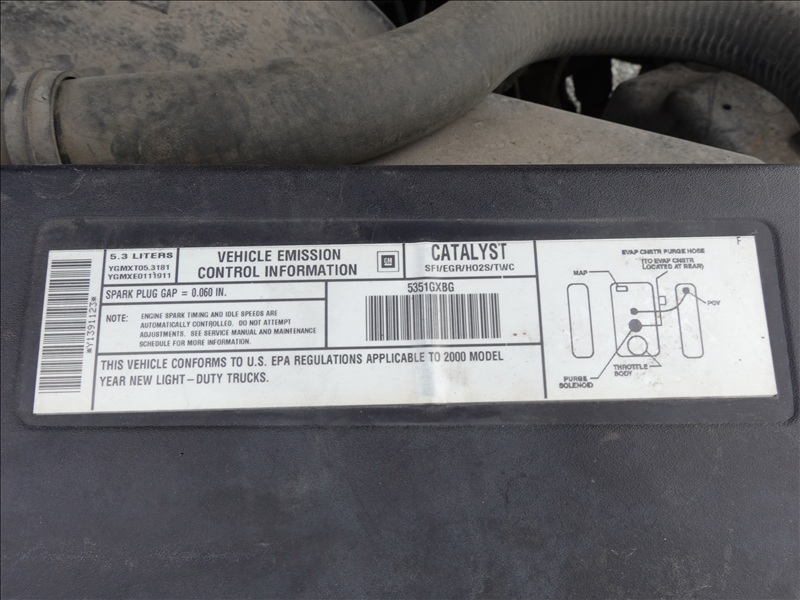 *Y1391123*
5.3 LITERS
YGMXT05.3181
YGMXE0111911
VEHICLE EMISSION
CONTROL INFORMATION
GM
CATALYST
SFI/EGR/HO2S/TWC
SPARK PLUG GAP = 0.060 IN.
NOTE: ENGINE SPARK TIMING AND IDLE SPEEDS ARE
AUTOMATICALLY CONTROLLED. DO NOT ATTEMPT
ADJUSTMENTS. SEE SERVICE MANUAL AND MAINTENANCE
SCHEDULE FOR MORE INFORMATION.
5351GXBG
THIS VEHICLE CONFORMS TO U.S. EPA REGULATIONS APPLICABLE TO 2000 MODEL
YEAR NEW LIGHT-DUTY TRUCKS.
F
EVAP CNSTR PURGE HOSE
(TO EVAP CNSTR
LOCATED AT REAR)
MAP
PCV
PURGE
SOLENOID
THROTTLE
BODY